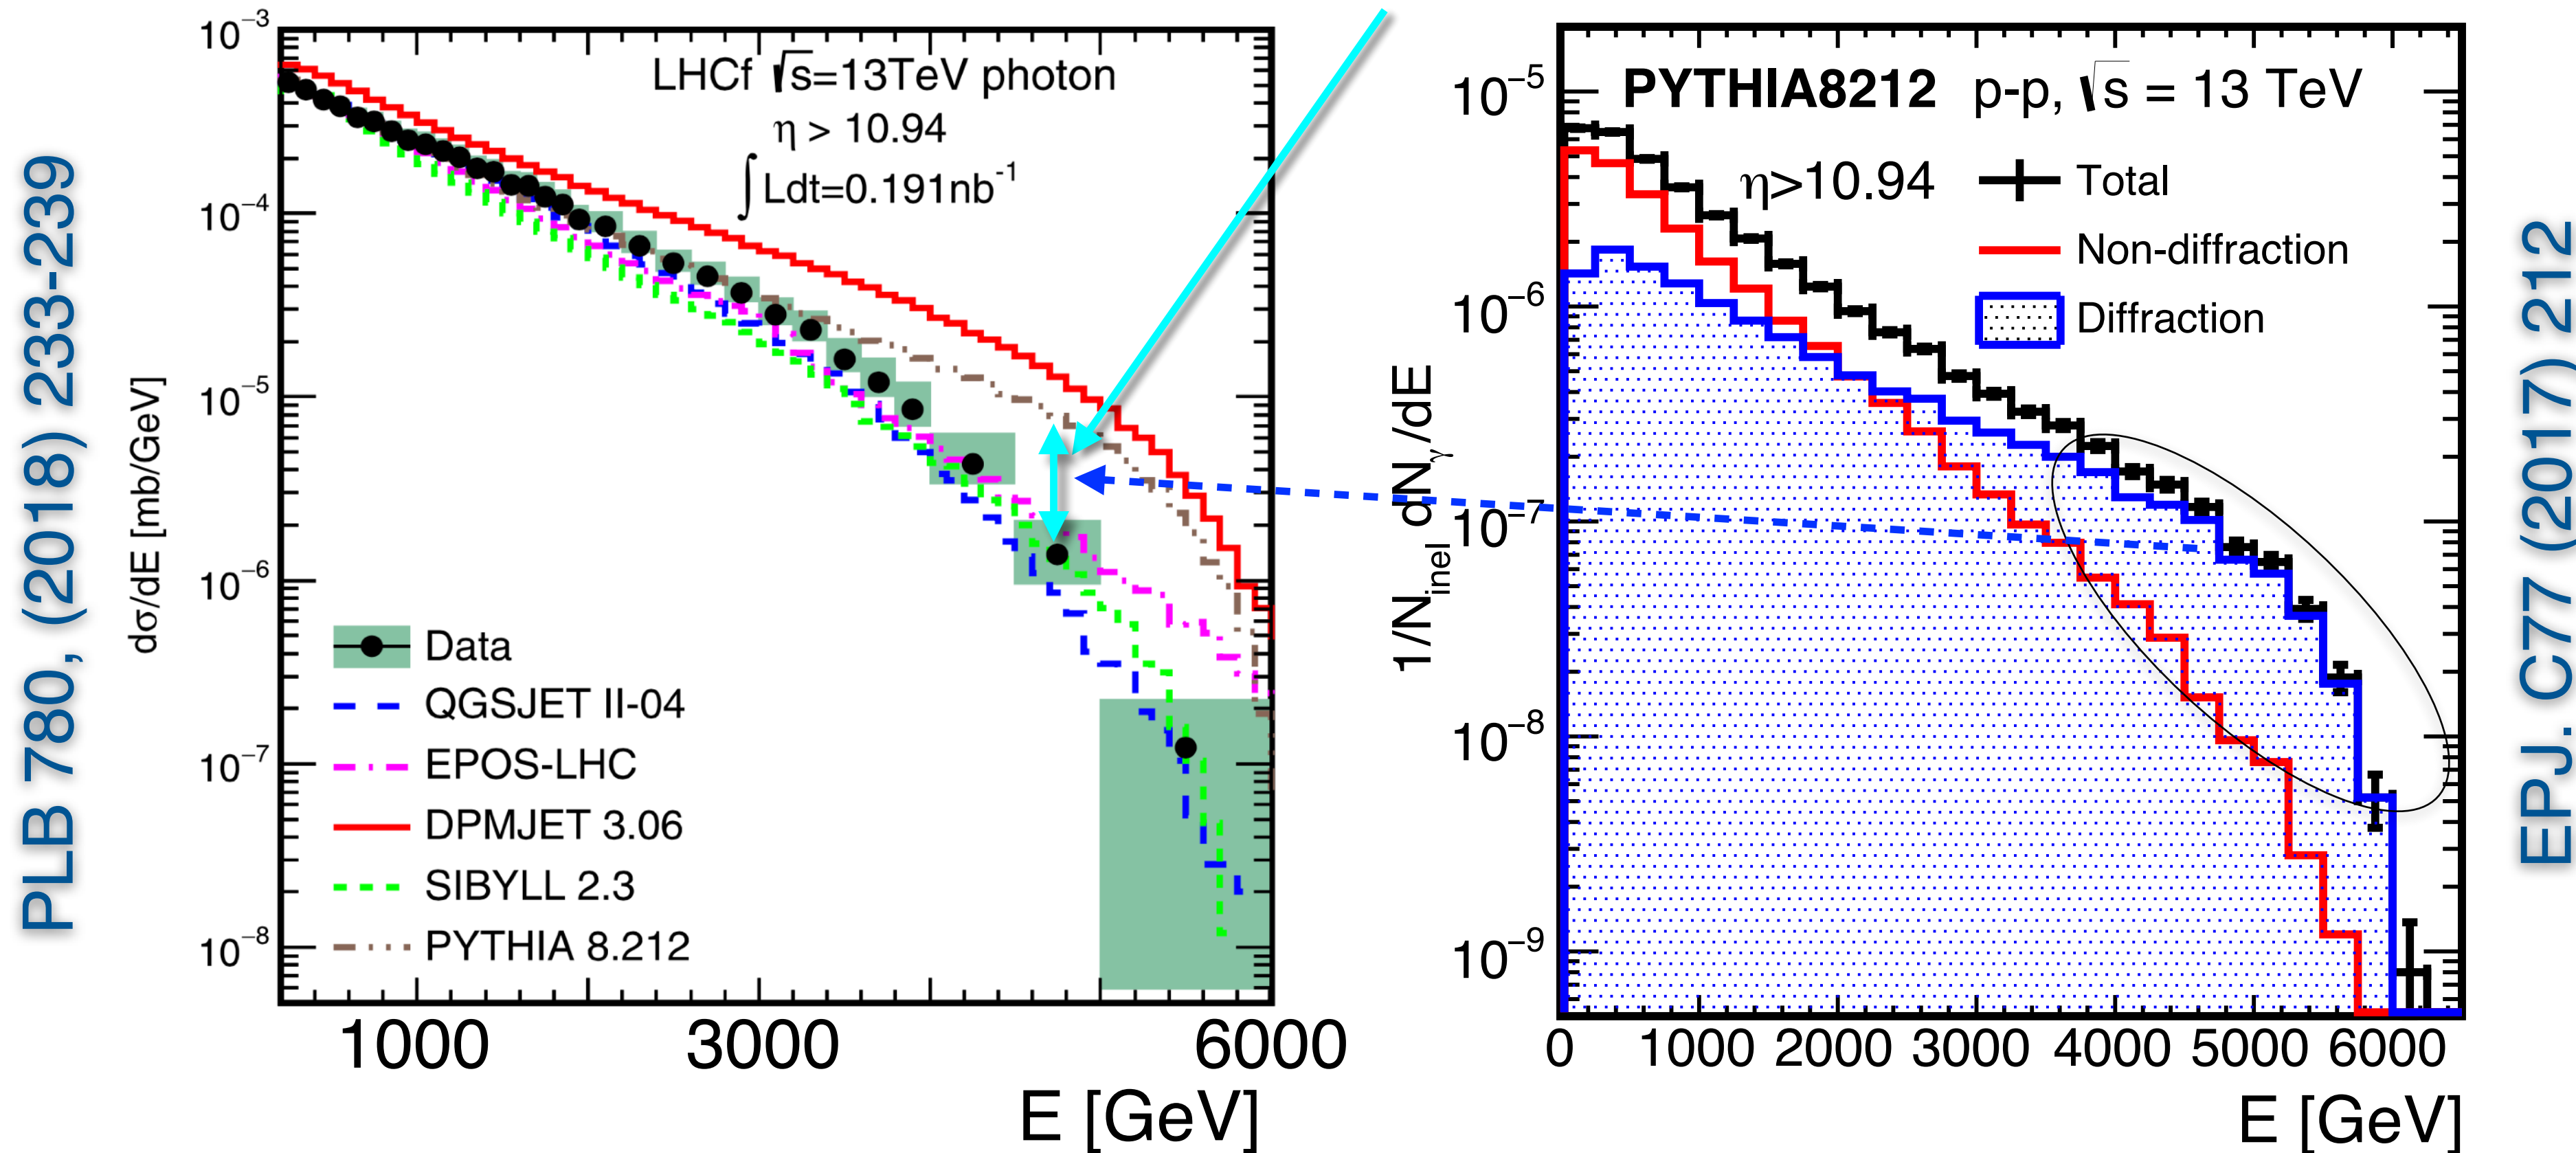 PLB 780, (2018) 233-239
dσ/dE [mb/GeV]
10⁻³
10⁻⁴
10⁻⁵
10⁻⁶
10⁻⁷
10⁻⁸
LHCf √s=13TeV photon
η > 10.94
∫Ldt=0.191nb⁻¹
Data
QGSJET II-04
EPOS-LHC
DPMJET 3.06
SIBYLL 2.3
PYTHIA 8.212
1000 3000 6000
E [GeV]
1/N_inel dN_γ/dE
10⁻⁵
10⁻⁶
10⁻⁷
10⁻⁸
10⁻⁹
PYTHIA8212 p-p, √s = 13 TeV
η>10.94
Total
Non-diffraction
Diffraction
0 1000 2000 3000 4000 5000 6000
E [GeV]
EPJ. C77 (2017) 212